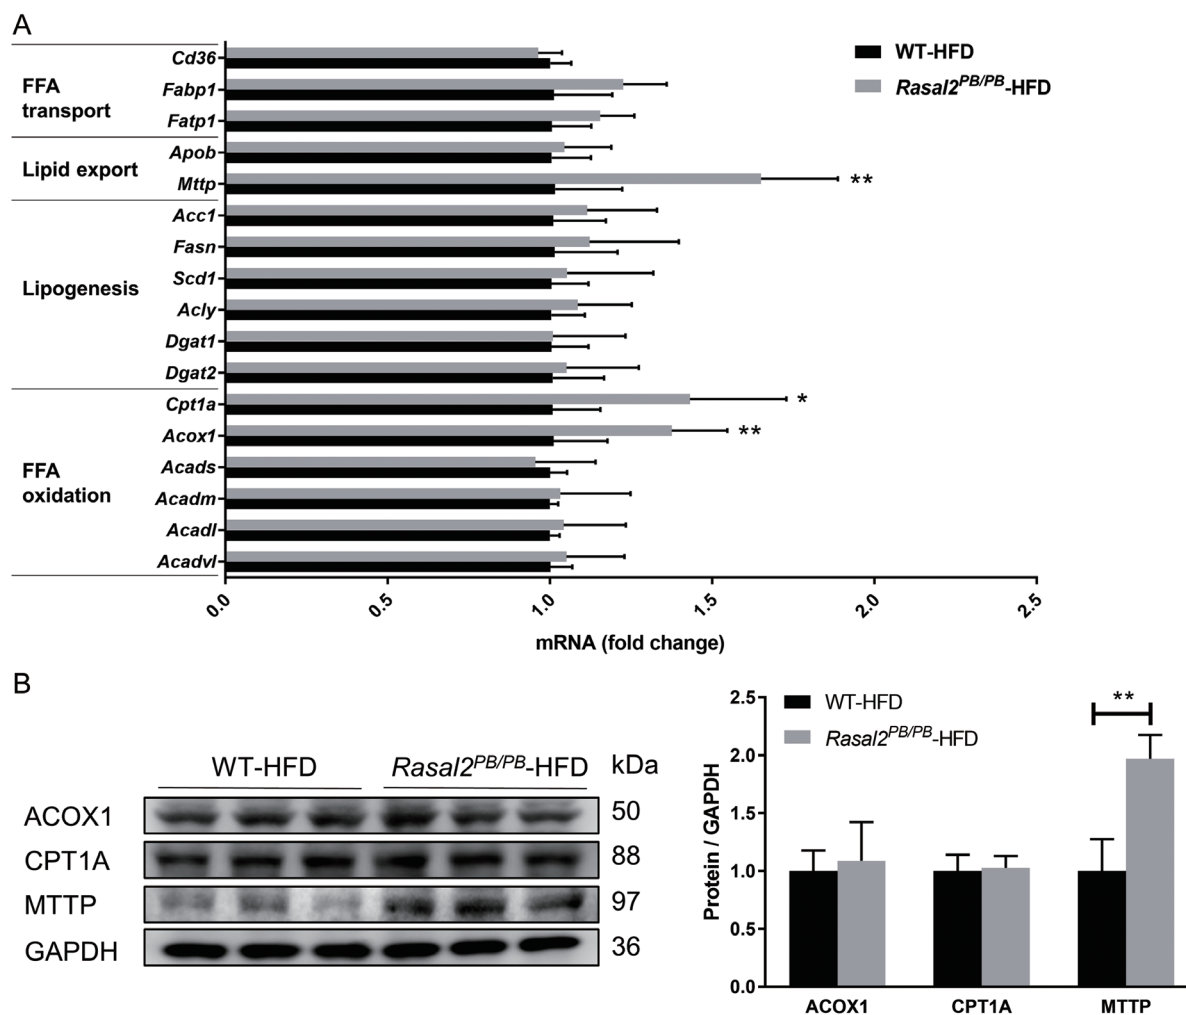 A
Cd36
FFA transport
Fabp1
Fatp1
Lipid export
Apob
Mttp
**
Lipogenesis
Acc1
Fasn
Scd1
Acly
Dgat1
Dgat2
FFA oxidation
Cpt1a
*
Acox1
**
Acads
Acadm
Acadl
Acadvl
WT-HFD
Rasal2PB/PB-HFD
0.0 0.5 1.0 1.5 2.0 2.5
mRNA (fold change)
B
WT-HFD Rasal2PB/PB-HFD kDa
ACOX1 50
CPT1A 88
MTTP 97
GAPDH 36
Protein / GAPDH
2.5
2.0
1.5
1.0
0.5
0.0
WT-HFD
Rasal2PB/PB-HFD
**
ACOX1 CPT1A MTTP